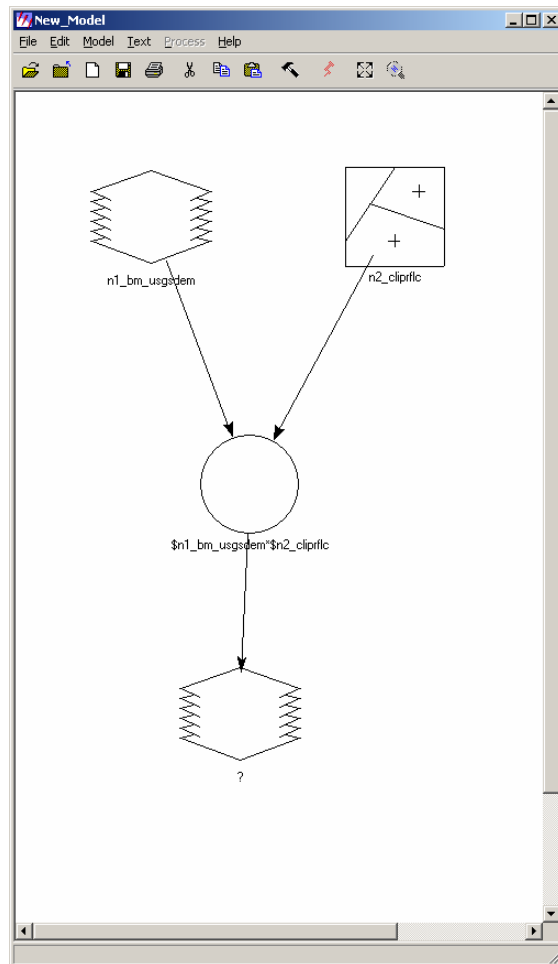 New_Model
File Edit Model Text Process Help
n1_bm_usgsdem
n2_cliprflc
$n1_bm_usgsdem*$n2_cliprflc
?